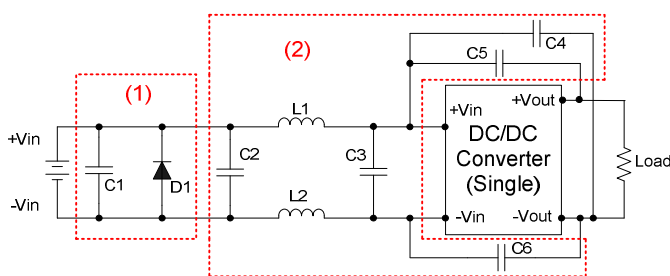 (2)
C4
C5
(1)
L1
+Vin
+Vout
+Vin
DC/DC
Converter
(Single)
C1
D1
C2
C3
Load
-Vin
L2
-Vin
-Vout
C6